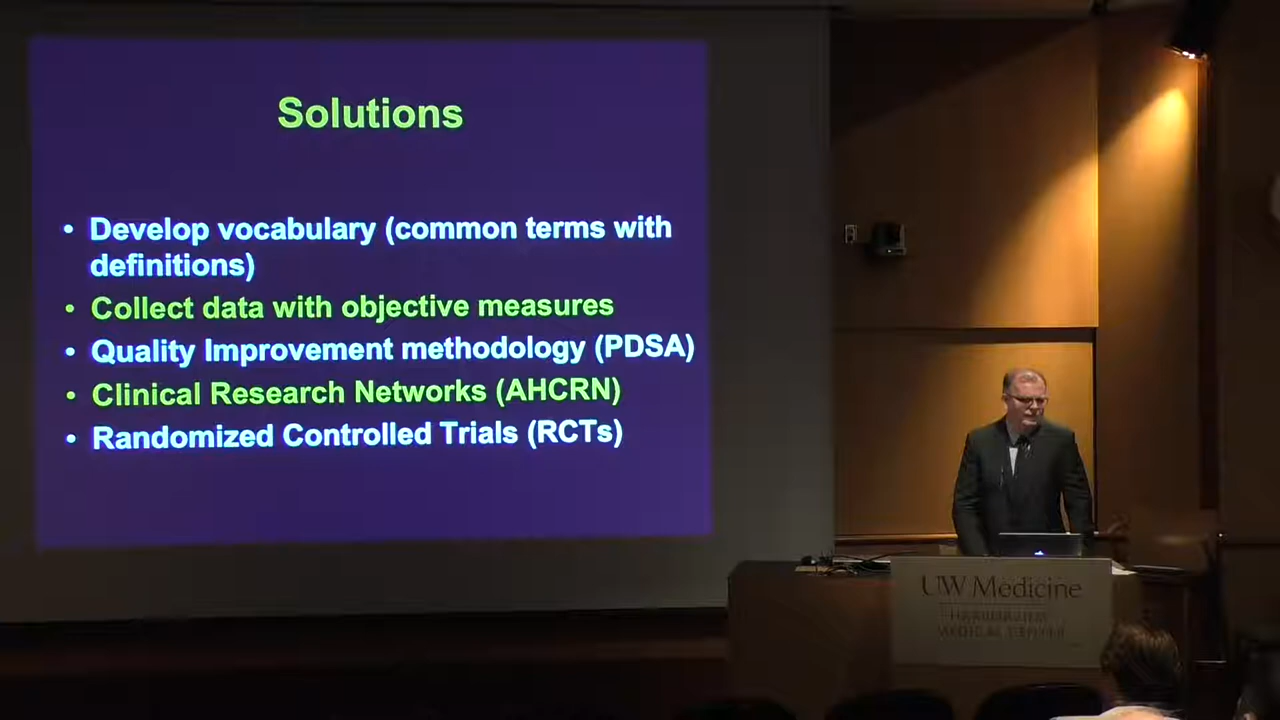 Solutions
• Develop vocabulary (common terms with
definitions)
• Collect data with objective measures
• Quality Improvement methodology (PDSA)
• Clinical Research Networks (AHCRN)
• Randomized Controlled Trials (RCTs)
UW Medicine
HARBORVIEW
MEDICAL CENTER